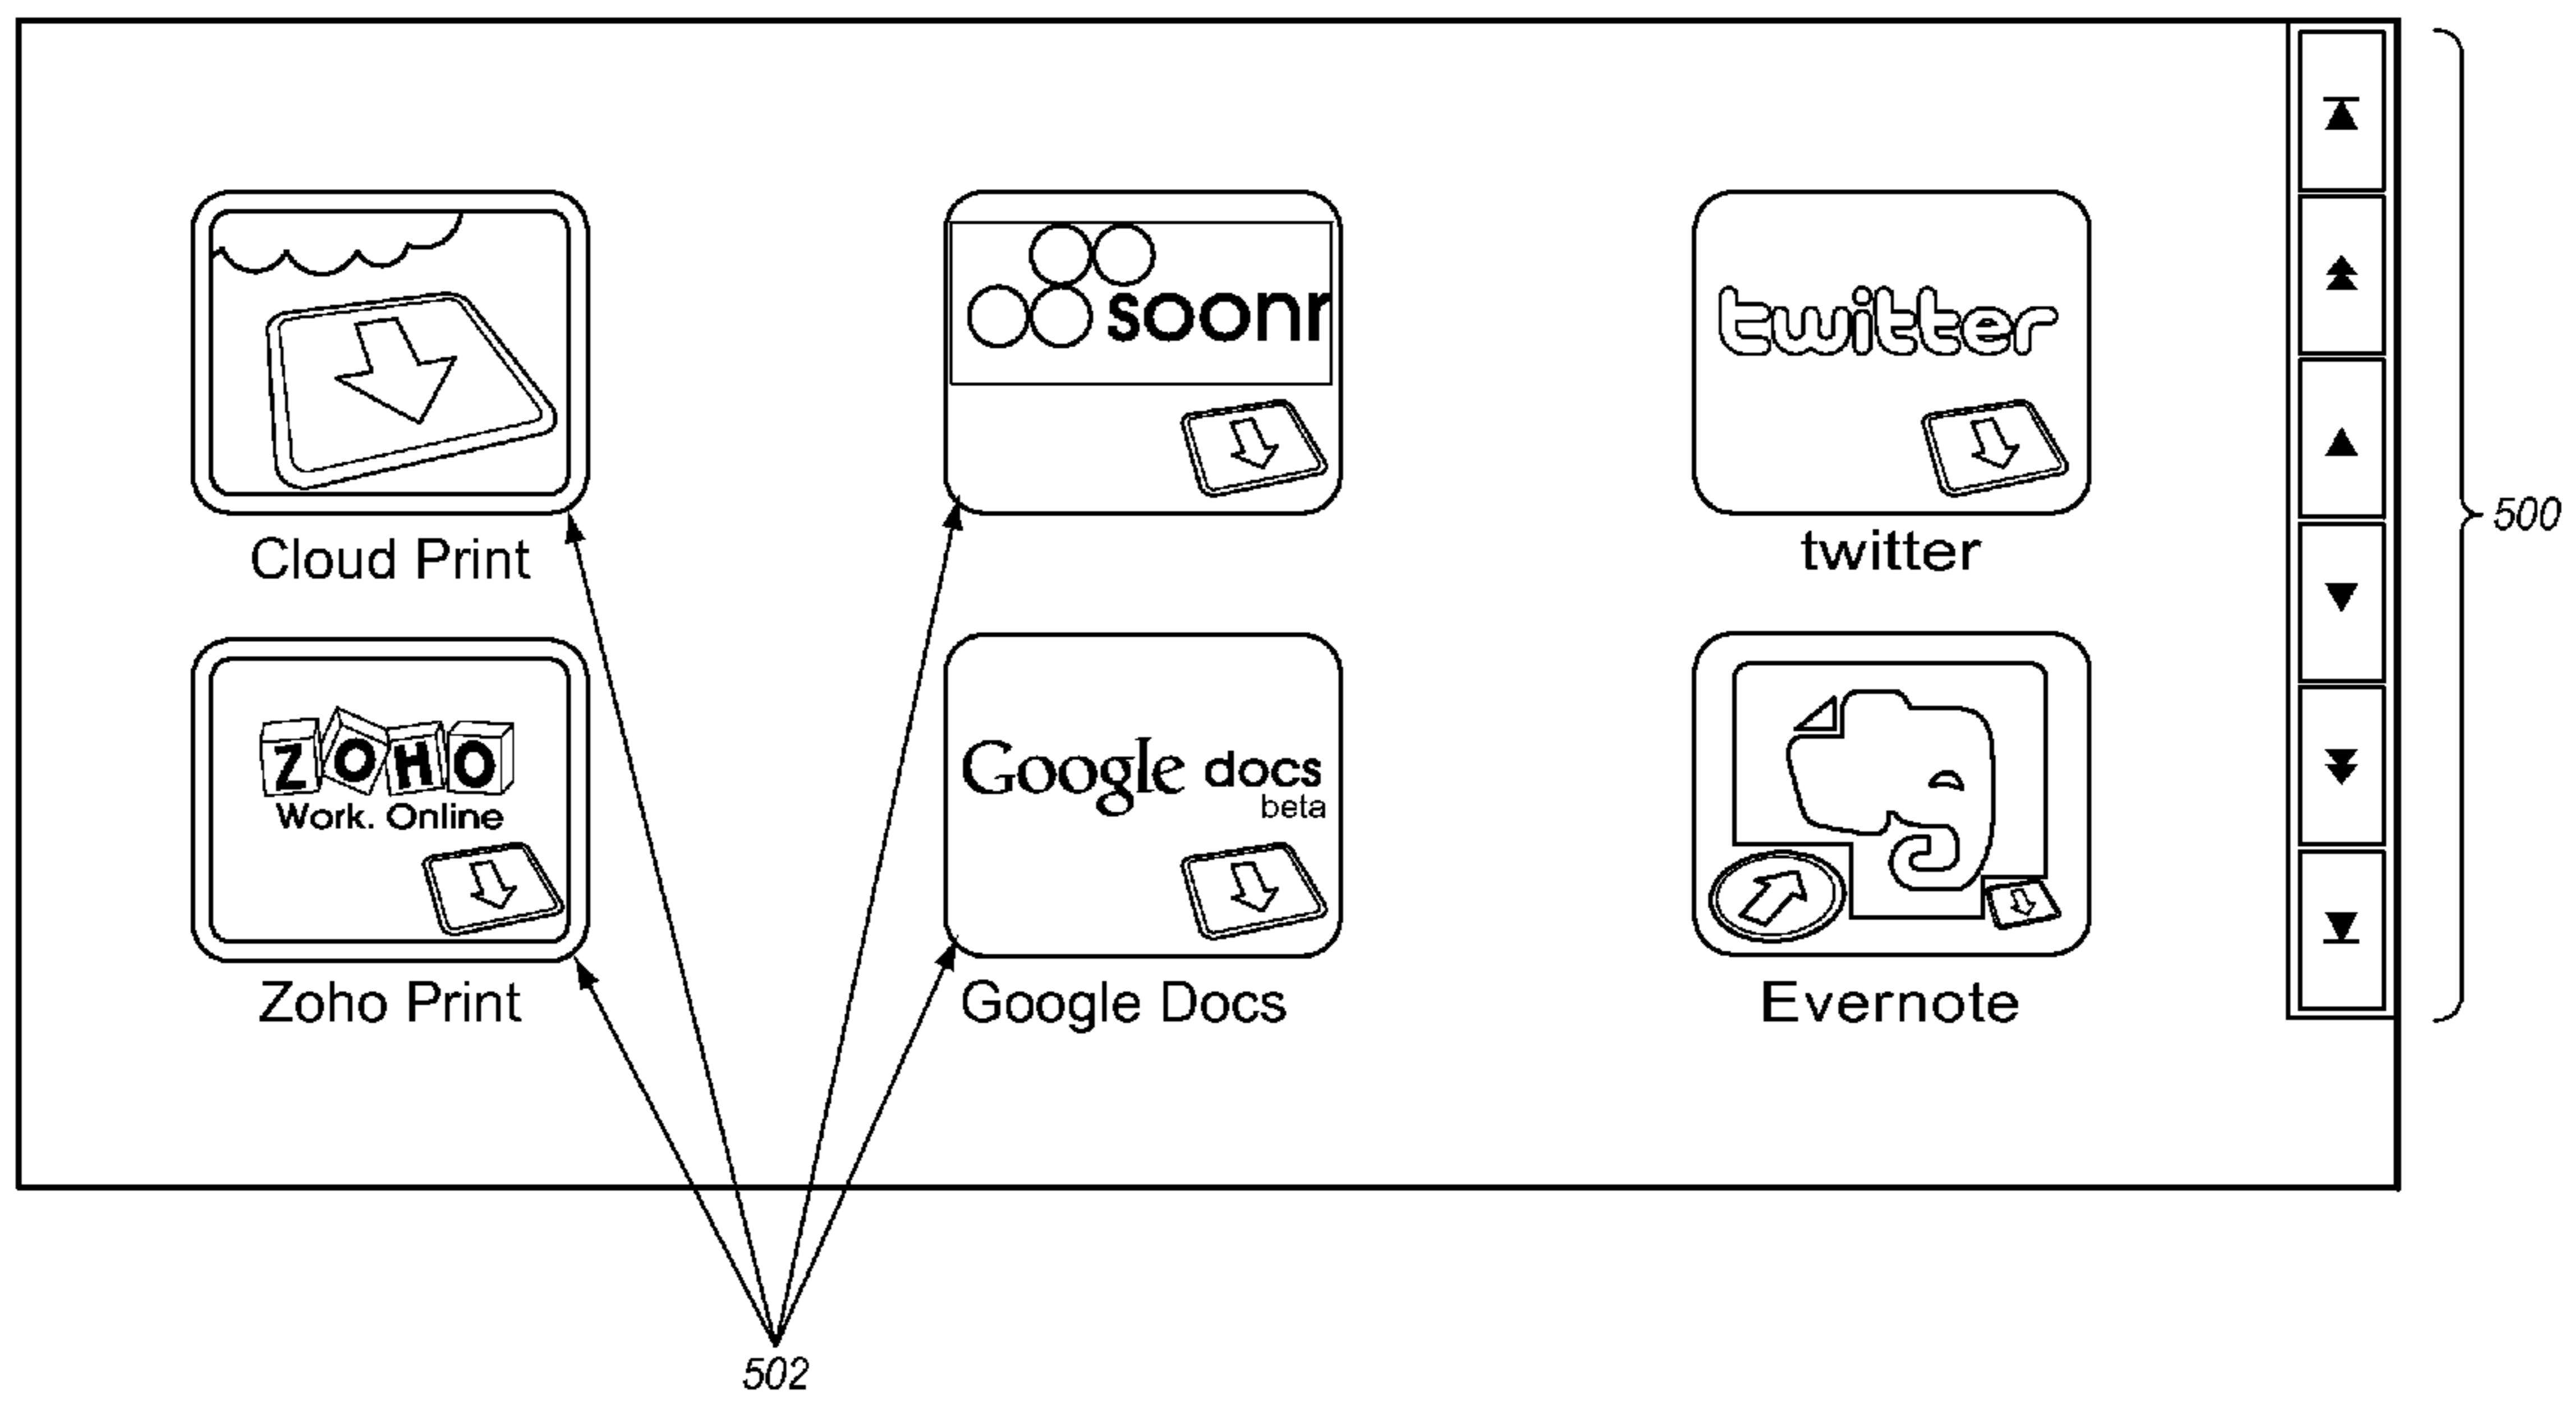 soonr
twitter
Cloud Print
twitter
500
ZOHO
Work. Online
Google docs
beta
Zoho Print
Google Docs
Evernote
502